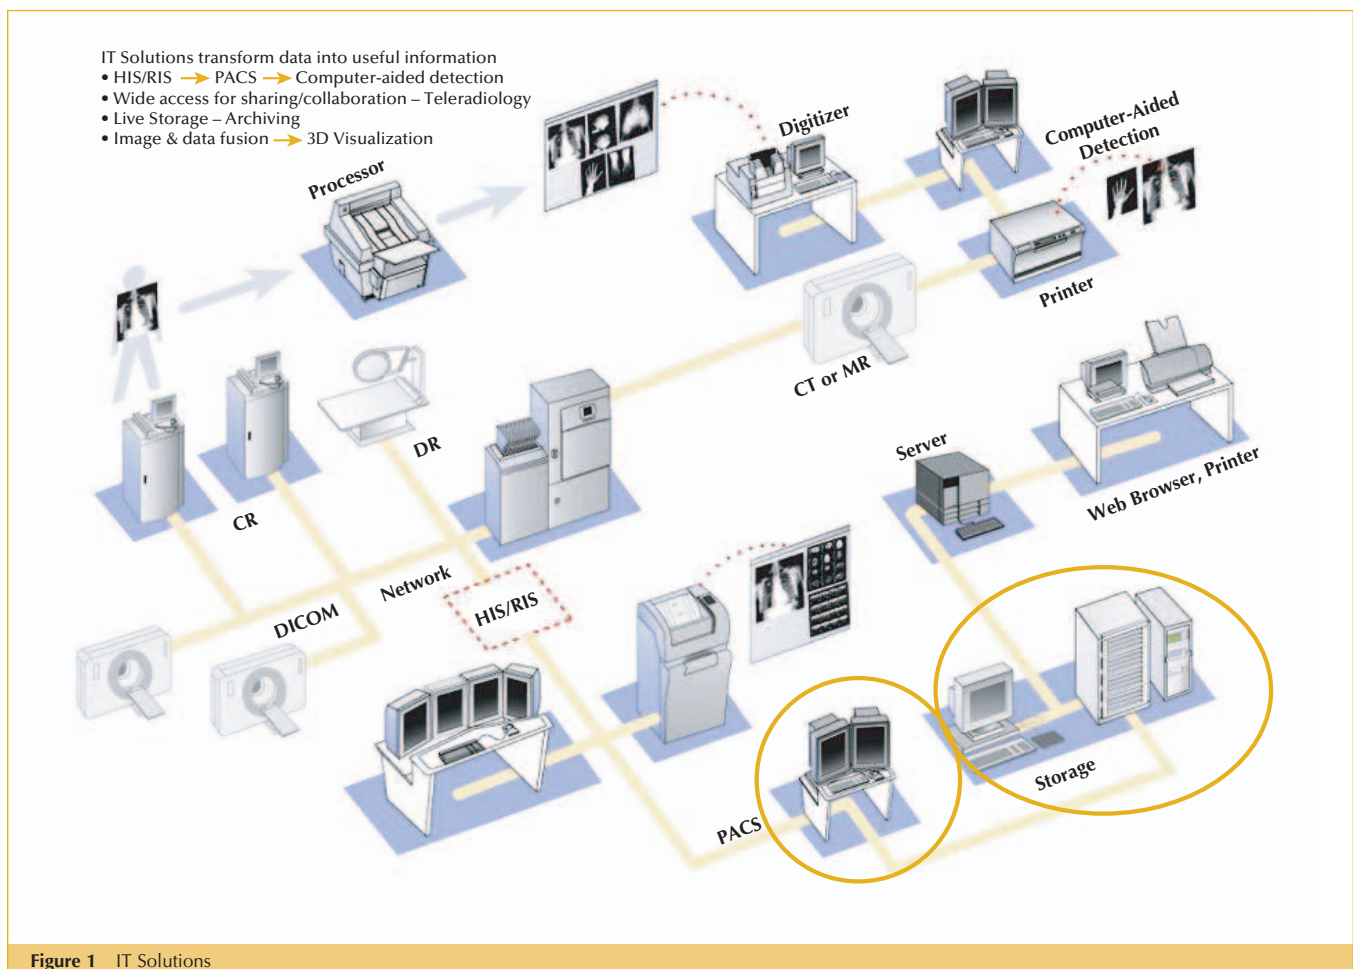 IT Solutions transform data into useful information
• HIS/RIS → PACS → Computer-aided detection
• Wide access for sharing/collaboration – Teleradiology
• Live Storage – Archiving
• Image & data fusion → 3D Visualization
Processor
Digitizer
Computer-Aided
Detection
Printer
CT or MR
DR
CR
Server
Web Browser, Printer
Network
DICOM
HIS/RIS
Storage
PACS
Figure 1 IT Solutions